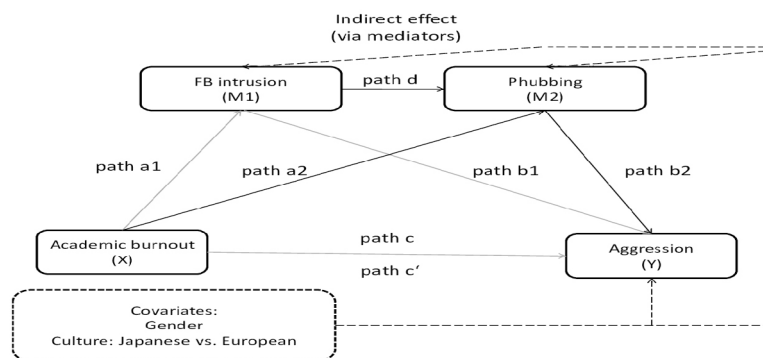 Indirect effect
(via mediators)
FB intrusion
(M1)
path d
Phubbing
(M2)
path a1
path a2
path b1
path b2
Academic burnout
(X)
path c
path c′
Aggression
(Y)
Covariates:
Gender
Culture: Japanese vs. European